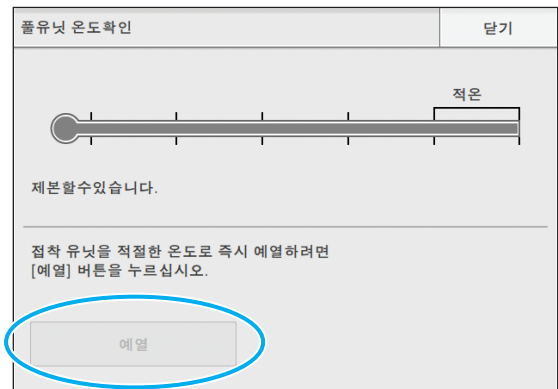 풀유닛 온도확인
닫기
적온
제본할수있습니다.
접착 유닛을 적절한 온도로 즉시 예열하려면
[예열] 버튼을 누르십시오.
예열